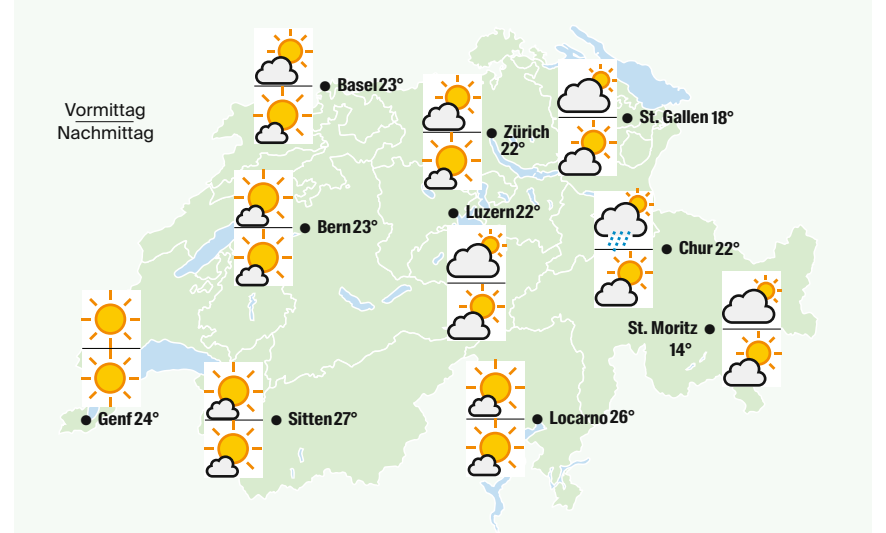 Vormittag
Nachmittag
Basel 23°
Zürich
22°
St. Gallen 18°
Bern 23°
Luzern 22°
Chur 22°
St. Moritz
14°
Genf 24°
Sitten 27°
Locarno 26°